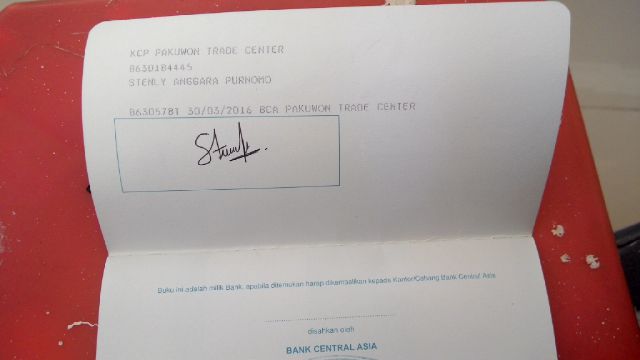 KCP PAKUWON TRADE CENTER
8630184445
STENLY ANGGARA PURNOMO
8630578T 30/03/2016 BCA PAKUWON TRADE CENTER
Buku ini adalah milik Bank, apabila ditemukan harap dikembalikan kepada Kantor/Cabang Bank Central Asia
disahkan oleh
BANK CENTRAL ASIA